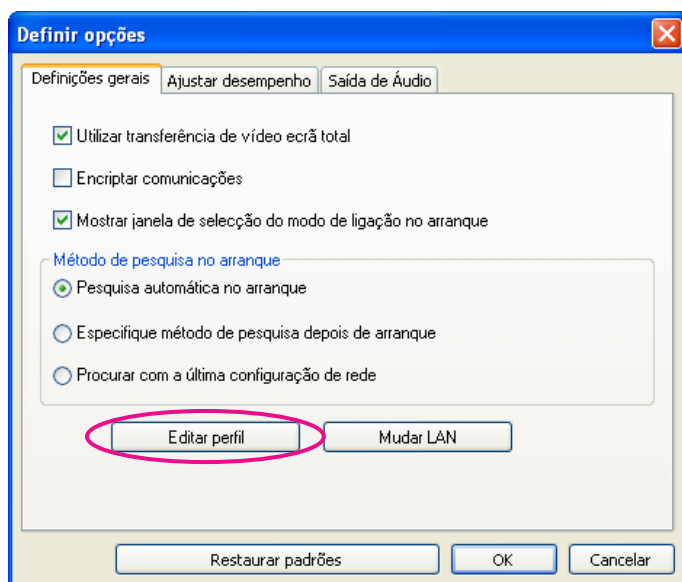 Definir opções
Definições gerais Ajustar desempenho Saída de Áudio
Utilizar transferência de vídeo ecrã total
Encriptar comunicações
Mostrar janela de selecção do modo de ligação no arranque
Método de pesquisa no arranque
Pesquisa automática no arranque
Especifique método de pesquisa depois de arranque
Procurar com a última configuração de rede
Editar perfil Mudar LAN
Restaurar padrões OK Cancelar